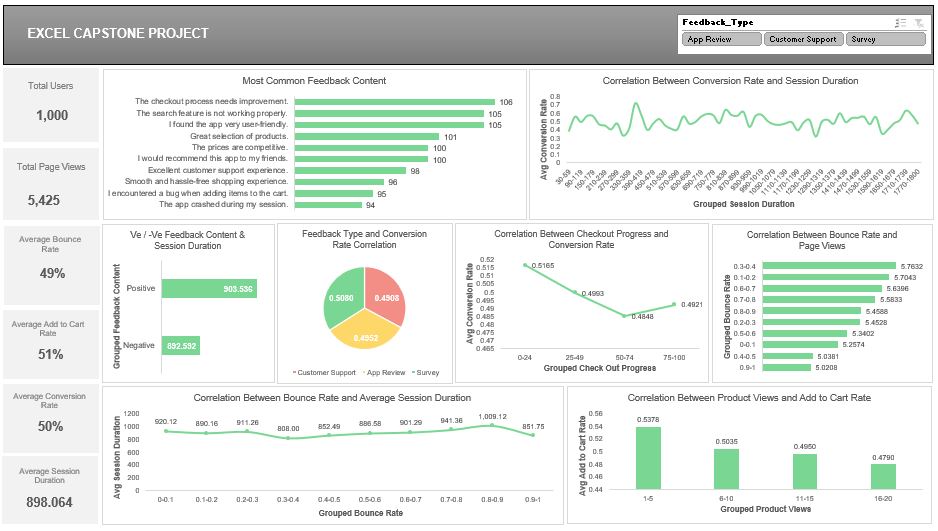 EXCEL CAPSTONE PROJECT
Feedback_Type
App Review
Customer Support
Survey
Total Users
1,000
Total Page Views
5,425
Average Bounce
Rate
49%
Average Add to Cart
Rate
51%
Average Conversion
Rate
50%
Average Session
Duration
898.064
Most Common Feedback Content
The checkout process needs improvement. 106
The search feature is not working properly. 105
I found the app very user-friendly. 105
Great selection of products. 101
The prices are competitive. 100
I would recommend this app to my friends. 100
Excellent customer support experience. 98
Smooth and hassle-free shopping experience. 96
I encountered a bug when adding items to the cart. 95
The app crashed during my session. 94
Correlation Between Conversion Rate and Session Duration
Avg Conversion Rate
0.8
0.7
0.6
0.5
0.4
0.3
0.2
0.1
0
30-59
90-119
150-179
210-239
270-299
330-359
390-419
450-479
510-539
570-599
630-659
690-719
750-779
810-839
870-899
930-959
990-1019
1050-1079
1110-1139
1170-1199
1230-1259
1290-1319
1350-1379
1410-1439
1470-1499
1530-1559
1590-1619
1650-1679
1710-1739
1770-1800
Grouped Session Duration
Ve / -Ve Feedback Content &
Session Duration
Grouped Feedback Content
Positive 903.536
Negative 892.592
Feedback Type and Conversion
Rate Correlation
0.5080
0.4908
0.4952
Customer Support
App Review
Survey
Correlation Between Checkout Progress and
Conversion Rate
Avg Conversion Rate
0.52
0.515
0.51
0.505
0.5
0.495
0.49
0.485
0.48
0.475
0.47
0.465
0.5165
0.4993
0.4848
0.4921
0-24
25-49
50-74
75-100
Grouped Check Out Progress
Correlation Between Bounce Rate and
Page Views
Grouped Bounce Rate
0.3-0.4 5.7632
0.1-0.2 5.7043
0.6-0.7 5.6396
0.7-0.8 5.5833
0.8-0.9 5.4588
0.2-0.3 5.4528
0.5-0.6 5.3402
0-0.1 5.2574
0.4-0.5 5.0381
0.9-1 5.0208
Correlation Between Bounce Rate and Average Session Duration
Avg Session Duration
1200
1000
800
600
400
200
0
920.12
890.16
911.26
808.00
852.49
886.58
901.29
941.36
1,009.12
851.75
0-0.1
0.1-0.2
0.2-0.3
0.3-0.4
0.4-0.5
0.5-0.6
0.6-0.7
0.7-0.8
0.8-0.9
0.9-1
Grouped Bounce Rate
Correlation Between Product Views and Add to Cart Rate
Avg Add to Cart Rate
0.56
0.54
0.52
0.5
0.48
0.46
0.44
0.5378
0.5035
0.4950
0.4790
1-5
6-10
11-15
16-20
Grouped Product Views